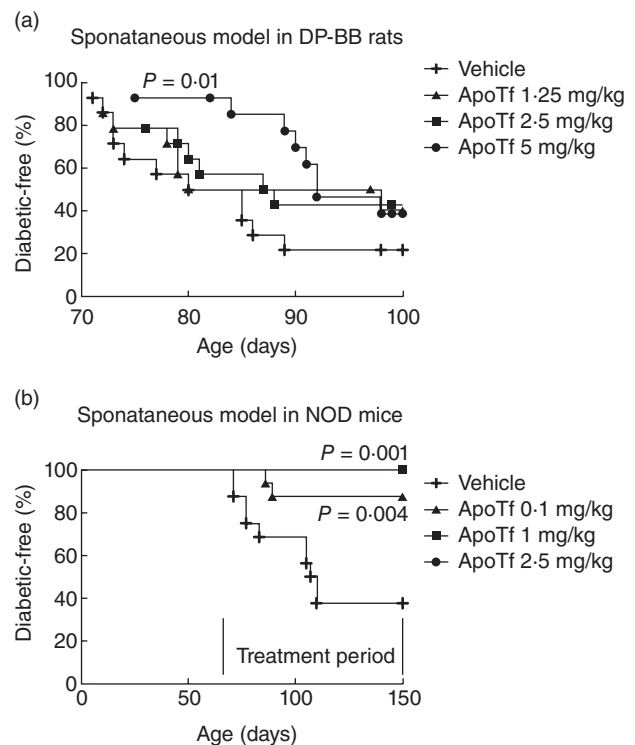 (a)
Sponataneous model in DP-BB rats
P = 0·01
Vehicle
ApoTf 1·25 mg/kg
ApoTf 2·5 mg/kg
ApoTf 5 mg/kg
Diabetic-free (%)
100
80
60
40
20
0
70 80 90 100
Age (days)
(b)
Sponataneous model in NOD mice
P = 0·001
P = 0·004
Vehicle
ApoTf 0·1 mg/kg
ApoTf 1 mg/kg
ApoTf 2·5 mg/kg
Diabetic-free (%)
100
80
60
40
20
0
Treatment period
0 50 100 150
Age (days)